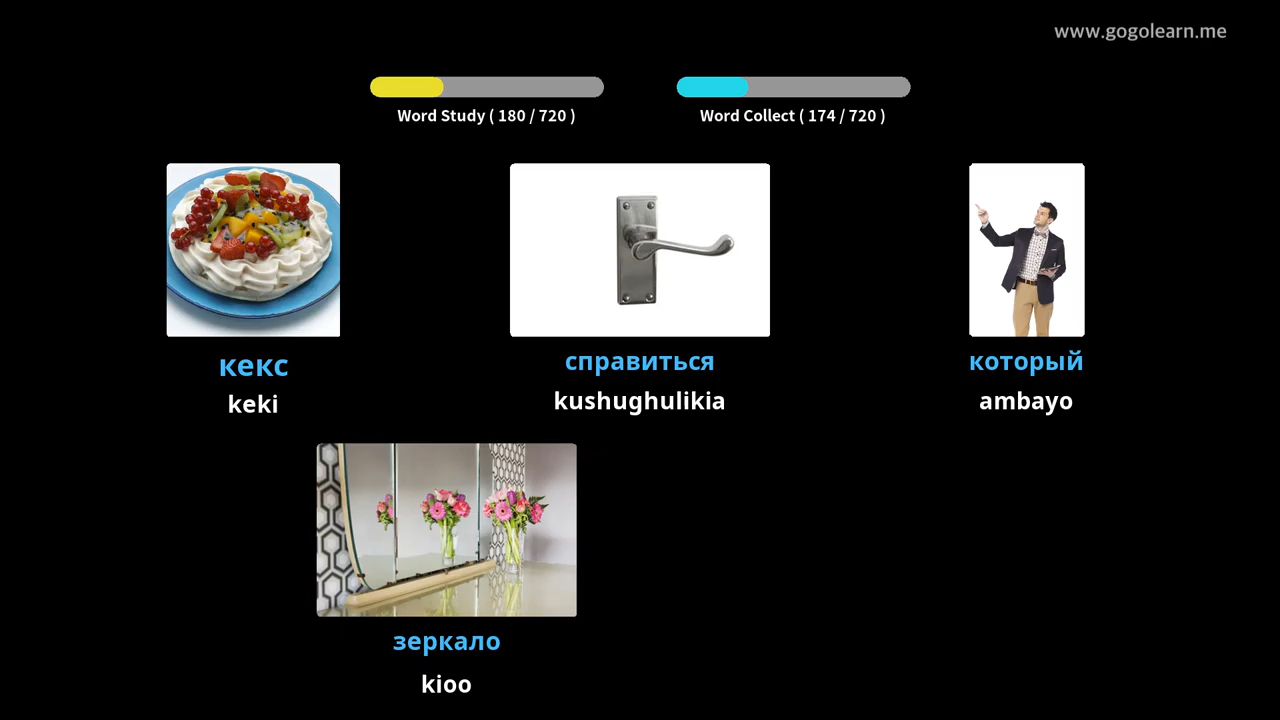 www.gogolearn.me
Word Study ( 180 / 720 )
Word Collect ( 174 / 720 )
кекс
keki
справиться
kushughulikia
который
ambayo
зеркало
kioo